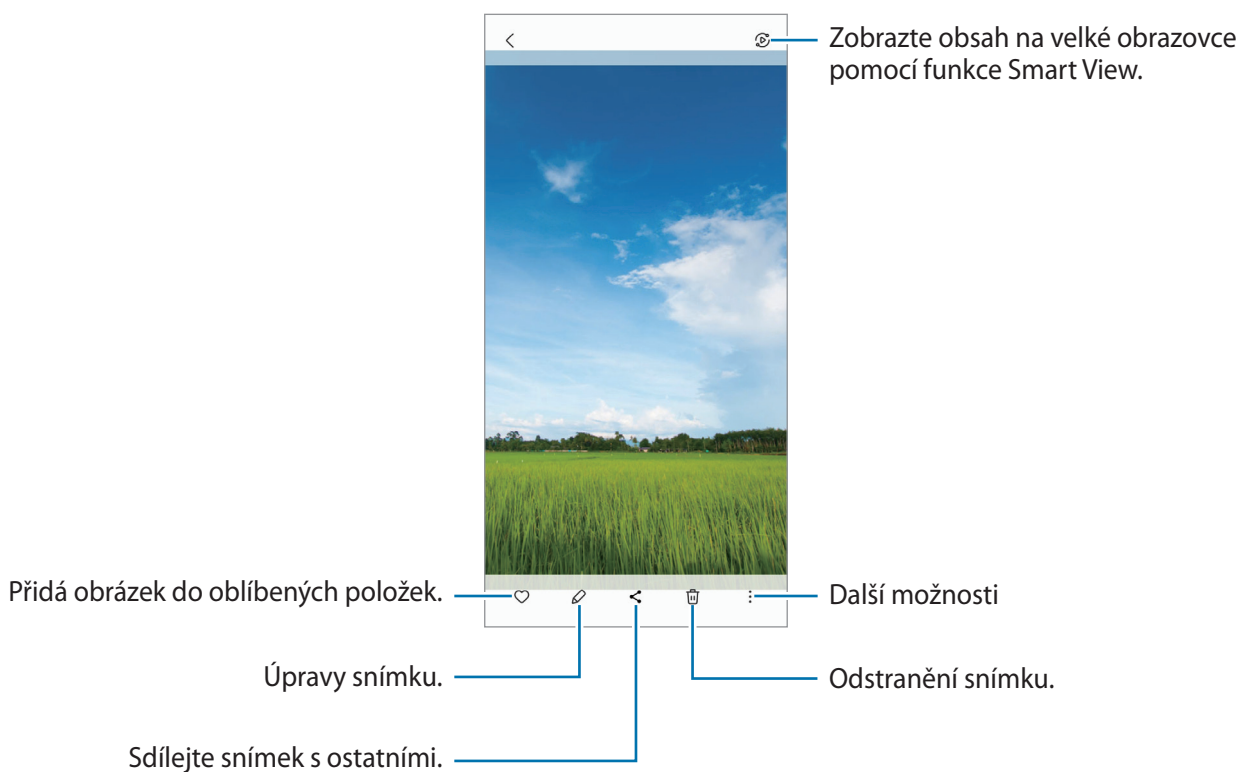 Zobrazte obsah na velké obrazovce
pomocí funkce Smart View.
Přidá obrázek do oblíbených položek.
Další možnosti
Úpravy snímku.
Odstranění snímku.
Sdílejte snímek s ostatními.